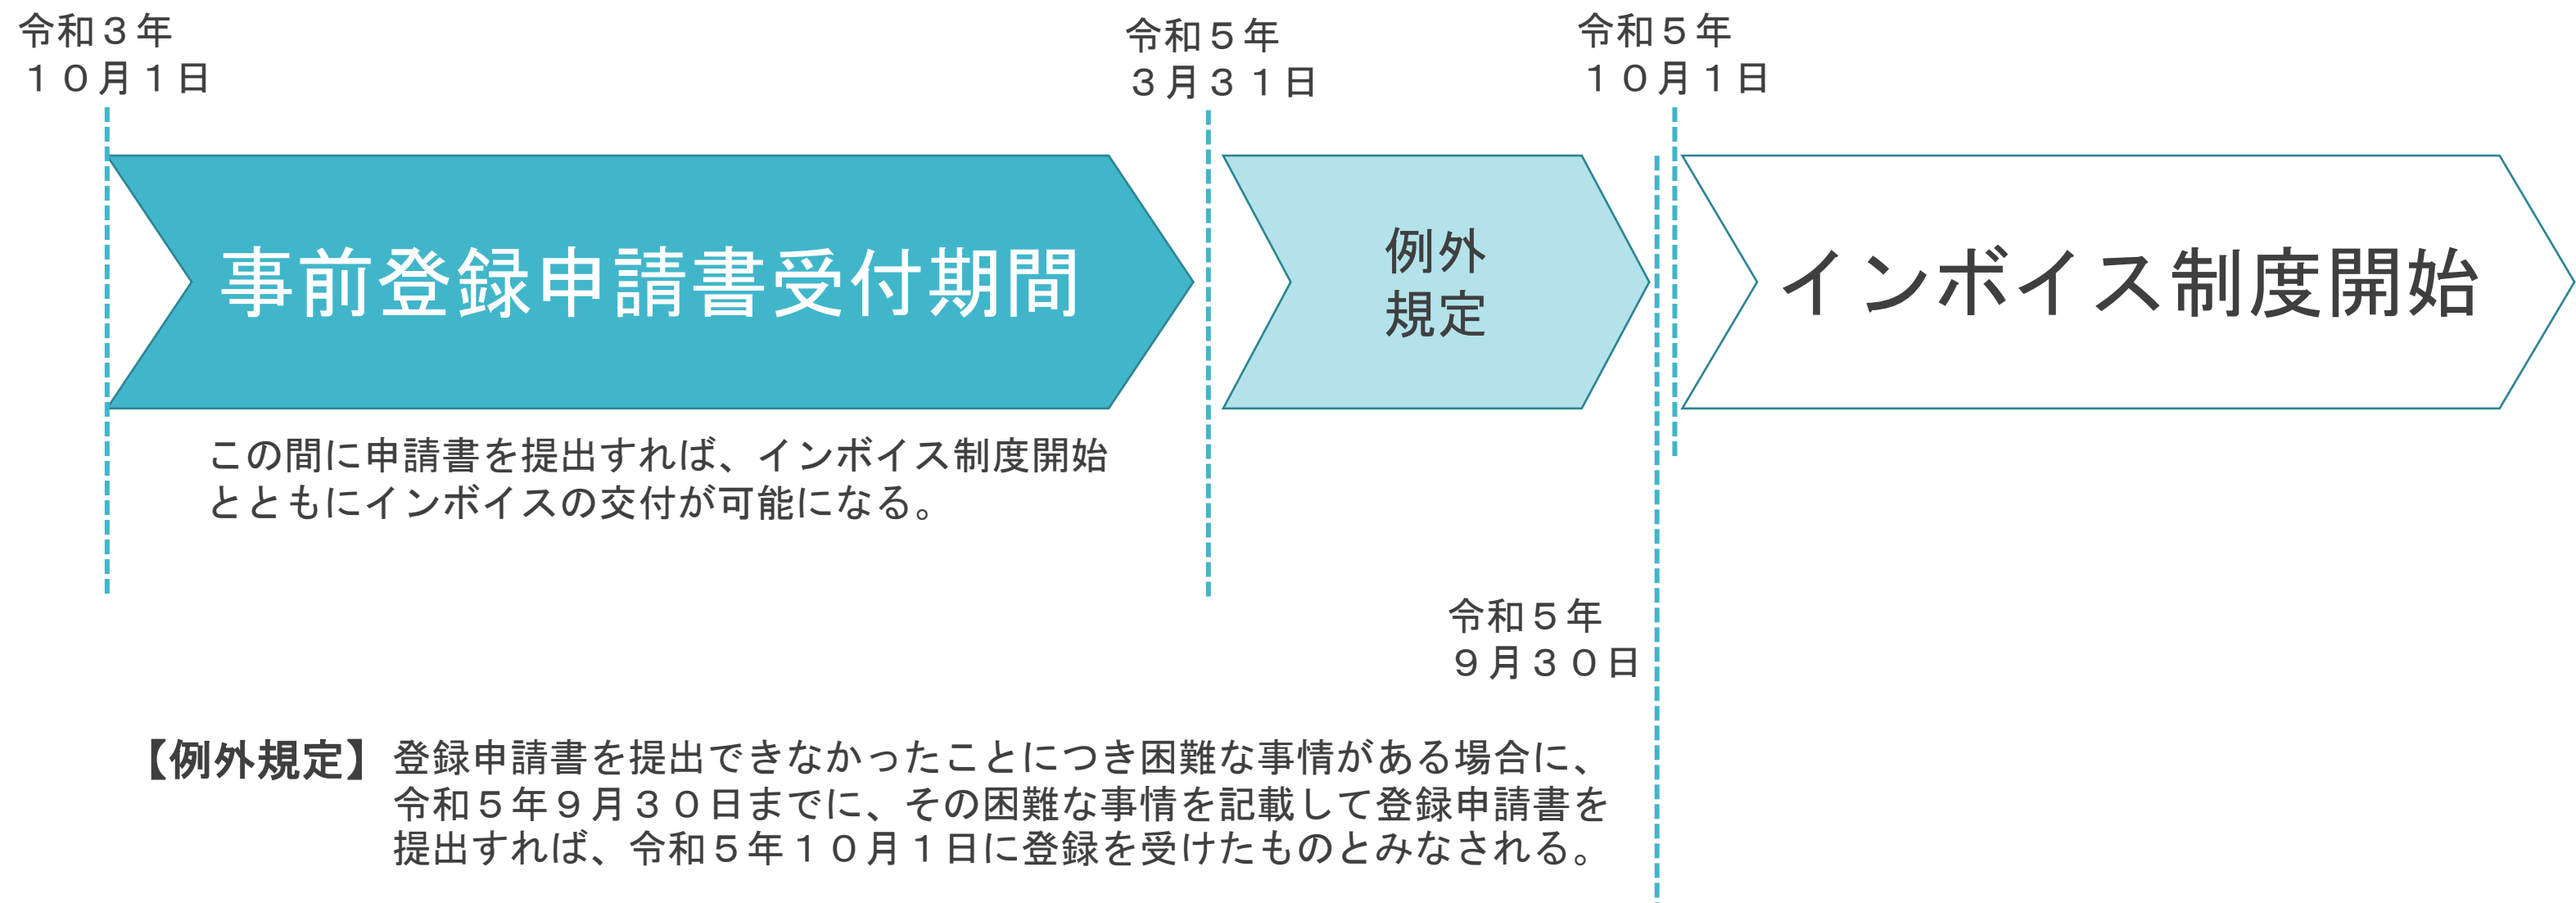 令和３年
１０月１日
令和５年
３月３１日
令和５年
１０月１日
事前登録申請書受付期間
例外
規定
インボイス制度開始
この間に申請書を提出すれば、インボイス制度開始
とともにインボイスの交付が可能になる。
令和５年
９月３０日
【例外規定】登録申請書を提出できなかったことにつき困難な事情がある場合に、
令和５年９月３０日までに、その困難な事情を記載して登録申請書を
提出すれば、令和５年１０月１日に登録を受けたものとみなされる。